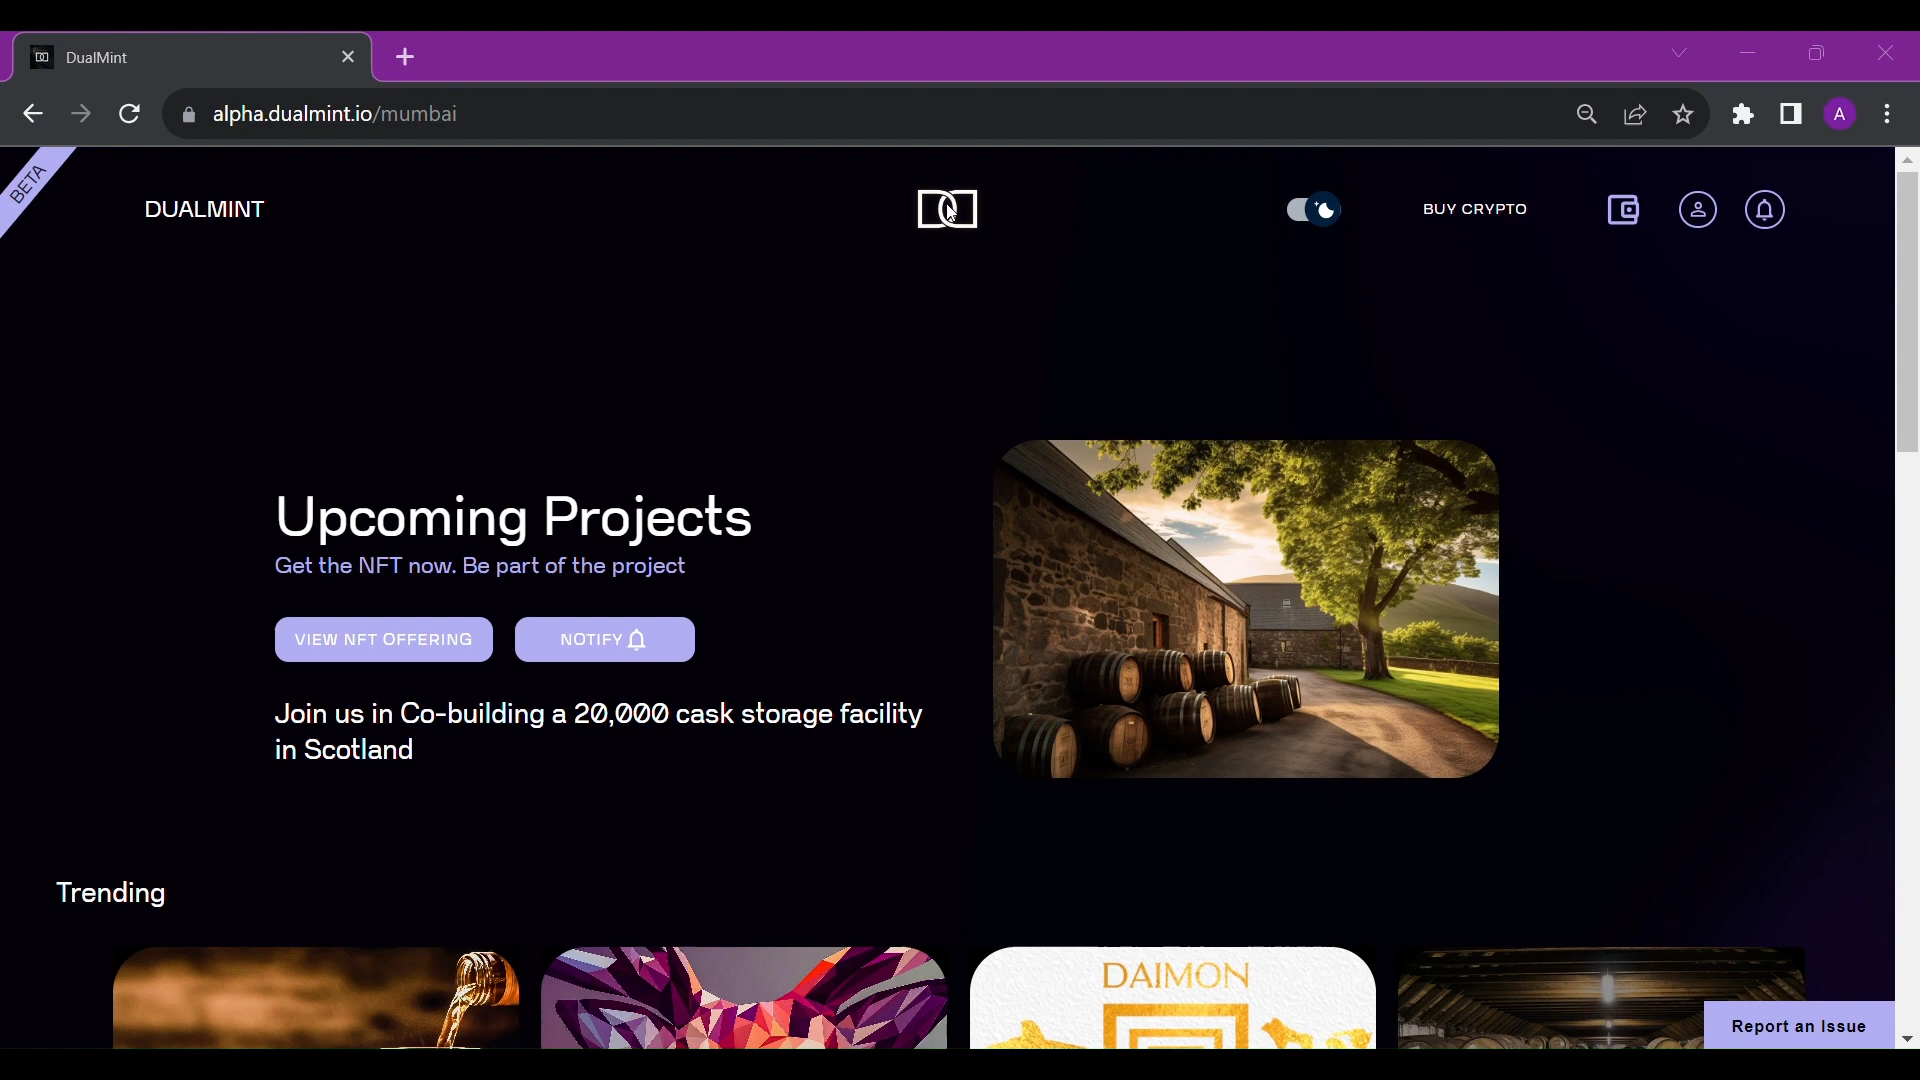 DualMint
alpha.dualmint.io/mumbai
A
BETA
DUALMINT
BUY CRYPTO
Upcoming Projects
Get the NFT now. Be part of the project
VIEW NFT OFFERING
NOTIFY
Join us in Co-building a 20,000 cask storage facility
in Scotland
Trending
DAIMON
Report an Issue